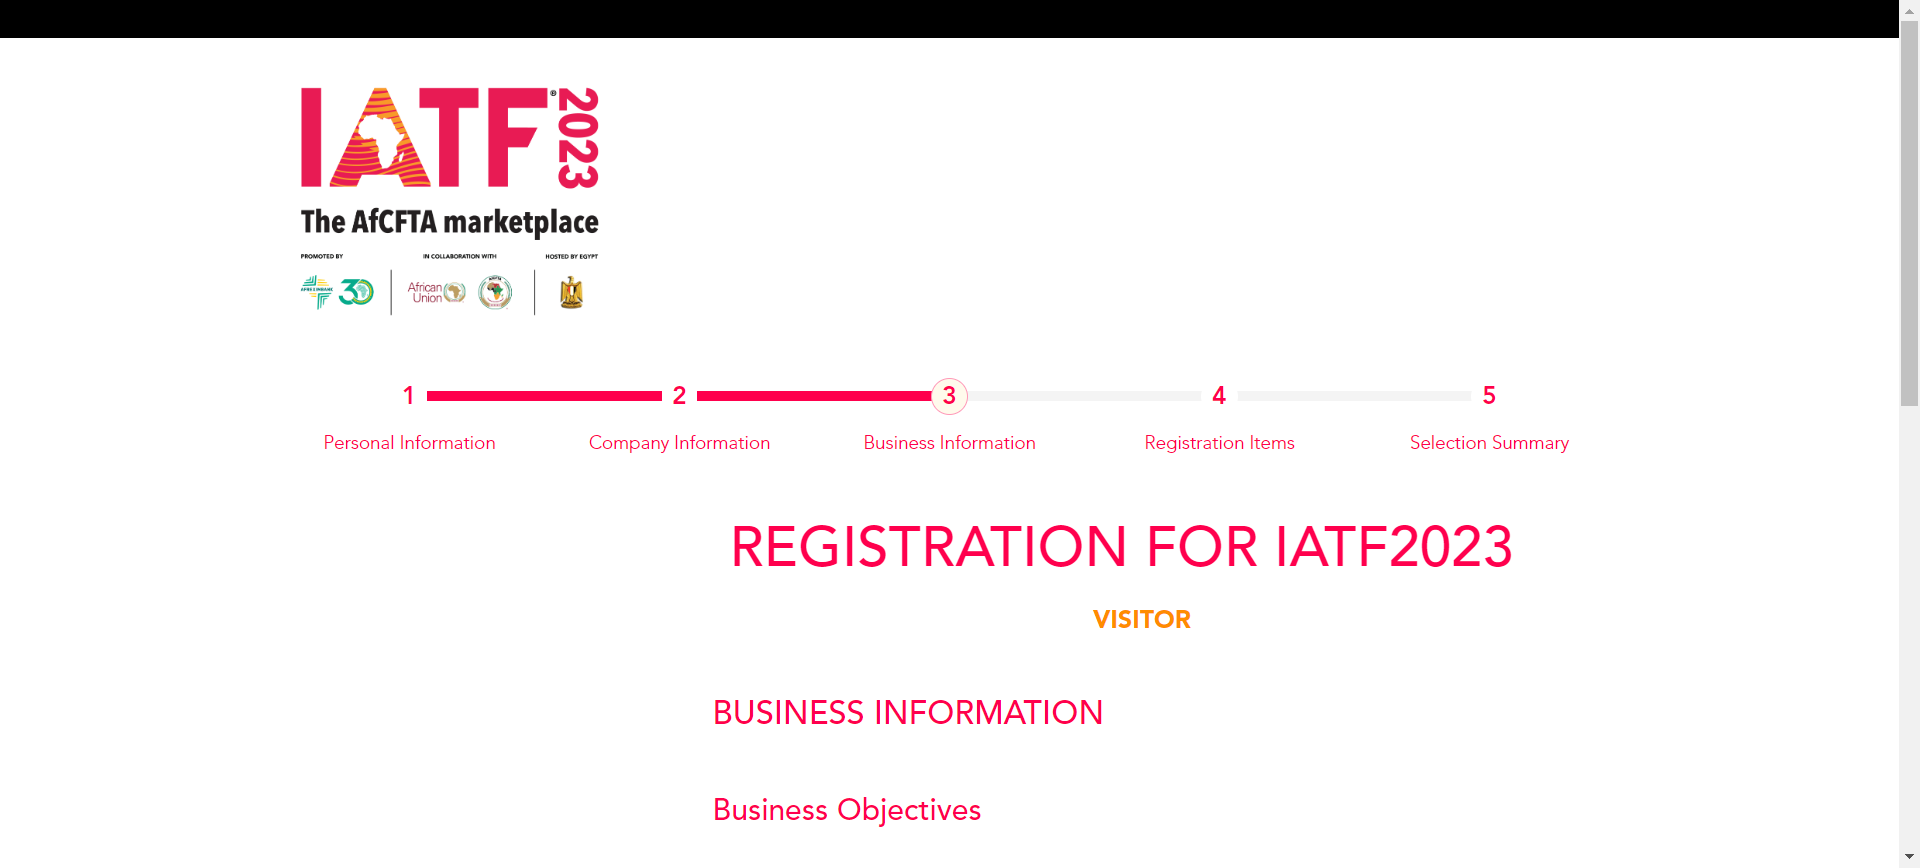 IATF® 2023
The AfCFTA marketplace
PROMOTED BY
IN COLLABORATION WITH
HOSTED BY EGYPT
AFREXIMBANK
30
African
Union
1
2
3
4
5
Personal Information
Company Information
Business Information
Registration Items
Selection Summary
REGISTRATION FOR IATF2023
VISITOR
BUSINESS INFORMATION
Business Objectives